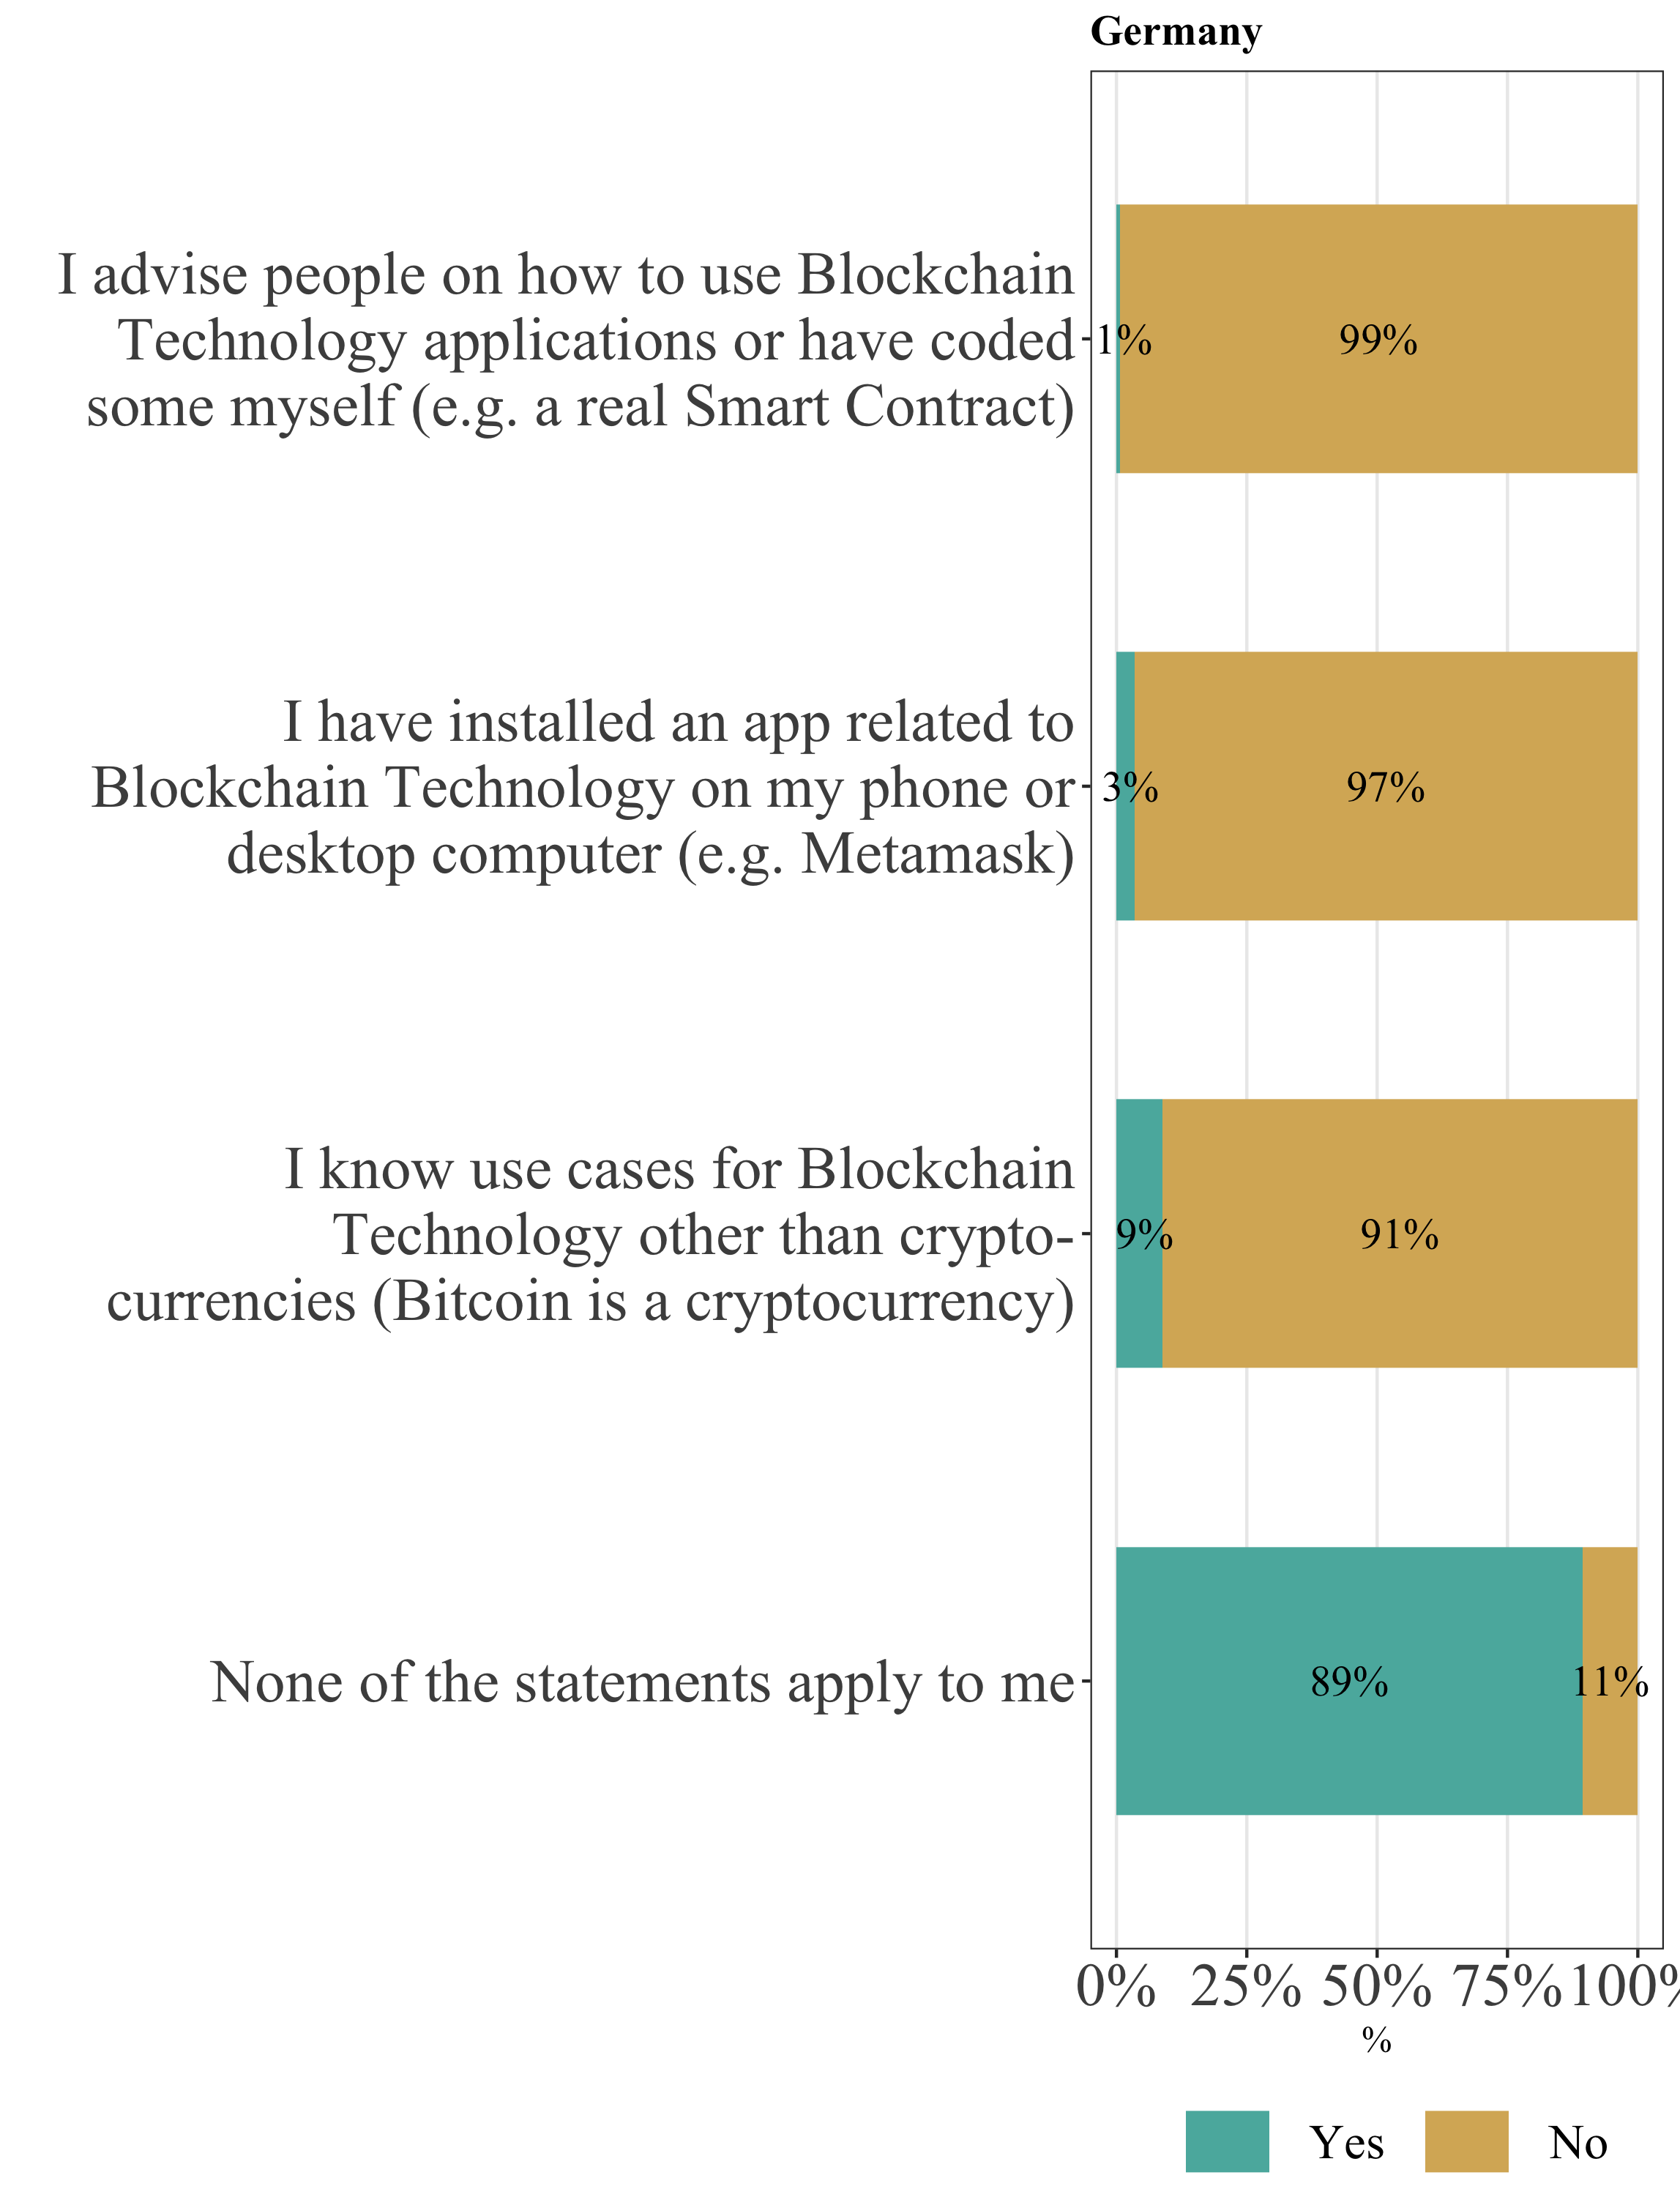 Germany
I advise people on how to use Blockchain
Technology applications or have coded
some myself (e.g. a real Smart Contract)
1%
99%
I have installed an app related to
Blockchain Technology on my phone or
desktop computer (e.g. Metamask)
3%
97%
I know use cases for Blockchain
Technology other than crypto-
currencies (Bitcoin is a cryptocurrency)
9%
91%
None of the statements apply to me
89%
11%
0% 25% 50% 75% 100%
%
Yes No